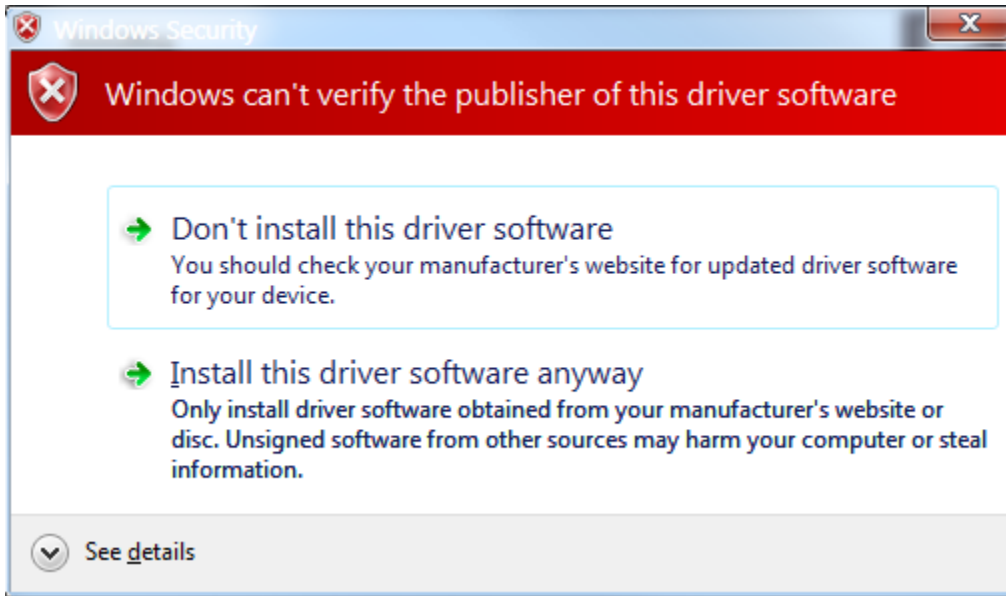 Windows Security
Windows can't verify the publisher of this driver software
Don't install this driver software
You should check your manufacturer's website for updated driver software
for your device.
Install this driver software anyway
Only install driver software obtained from your manufacturer's website or
disc. Unsigned software from other sources may harm your computer or steal
information.
See details